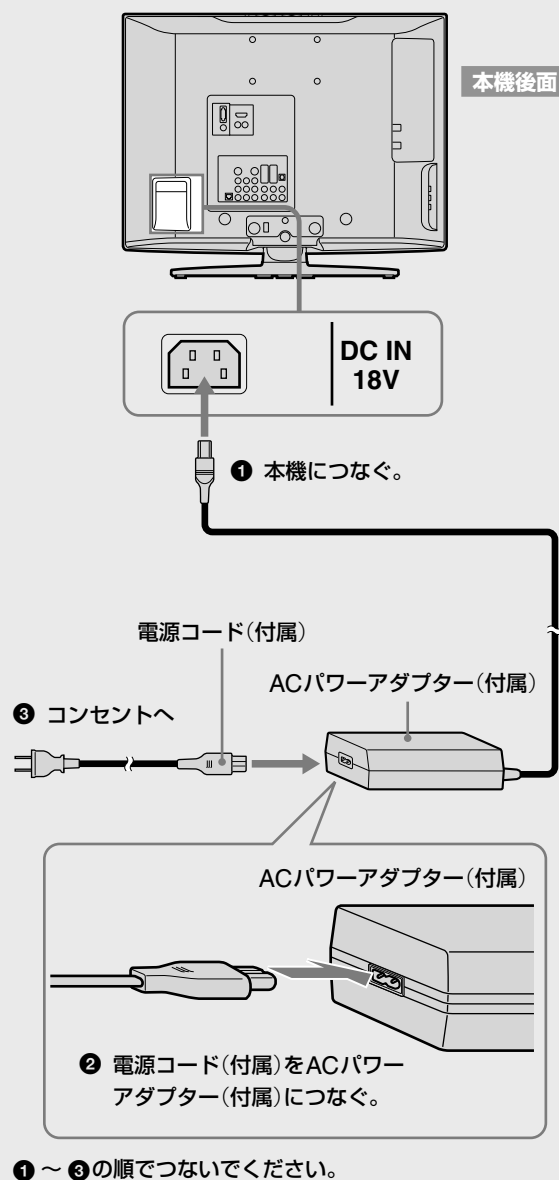 本機後面
DC IN
18V
❶ 本機につなぐ。
電源コード(付属)
ACパワーアダプター(付属)
❸ コンセントへ
ACパワーアダプター(付属)
❷ 電源コード(付属)をACパワー
アダプター(付属)につなぐ。
❶ ～ ❸の順でつないでください。